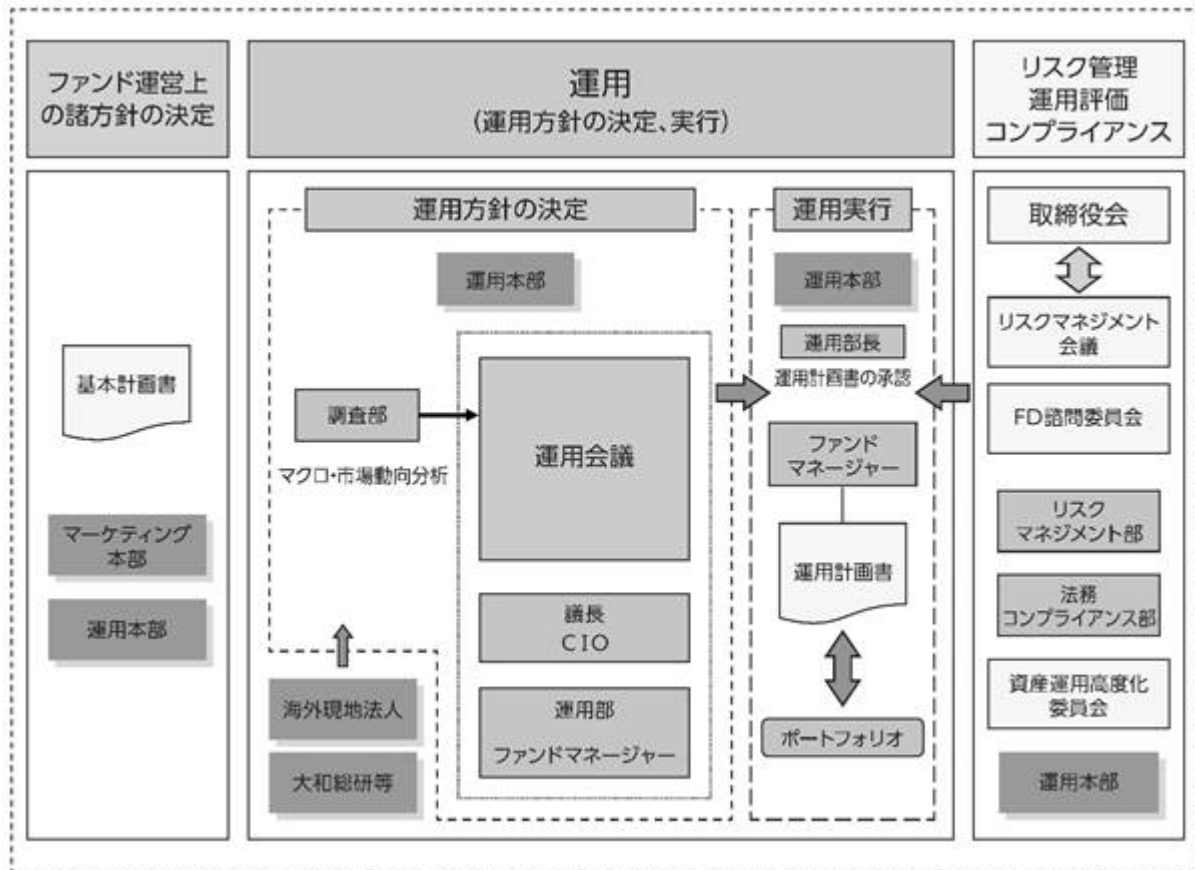 ファンド運営上
の諸方針の決定
運用
(運用方針の決定、実行)
リスク管理
運用評価
コンプライアンス
基本計画書
マーケティング
本部
運用本部
運用方針の決定
運用本部
調査部
マクロ・市場動向分析
運用会議
議長
CIO
運用部
ファンドマネージャー
海外現地法人
大和総研等
運用実行
運用本部
運用部長
運用計画書の承認
ファンド
マネージャー
運用計画書
ポートフォリオ
取締役会
リスクマネジメント
会議
FD諮問委員会
リスク
マネジメント部
法務
コンプライアンス部
資産運用高度化
委員会
運用本部